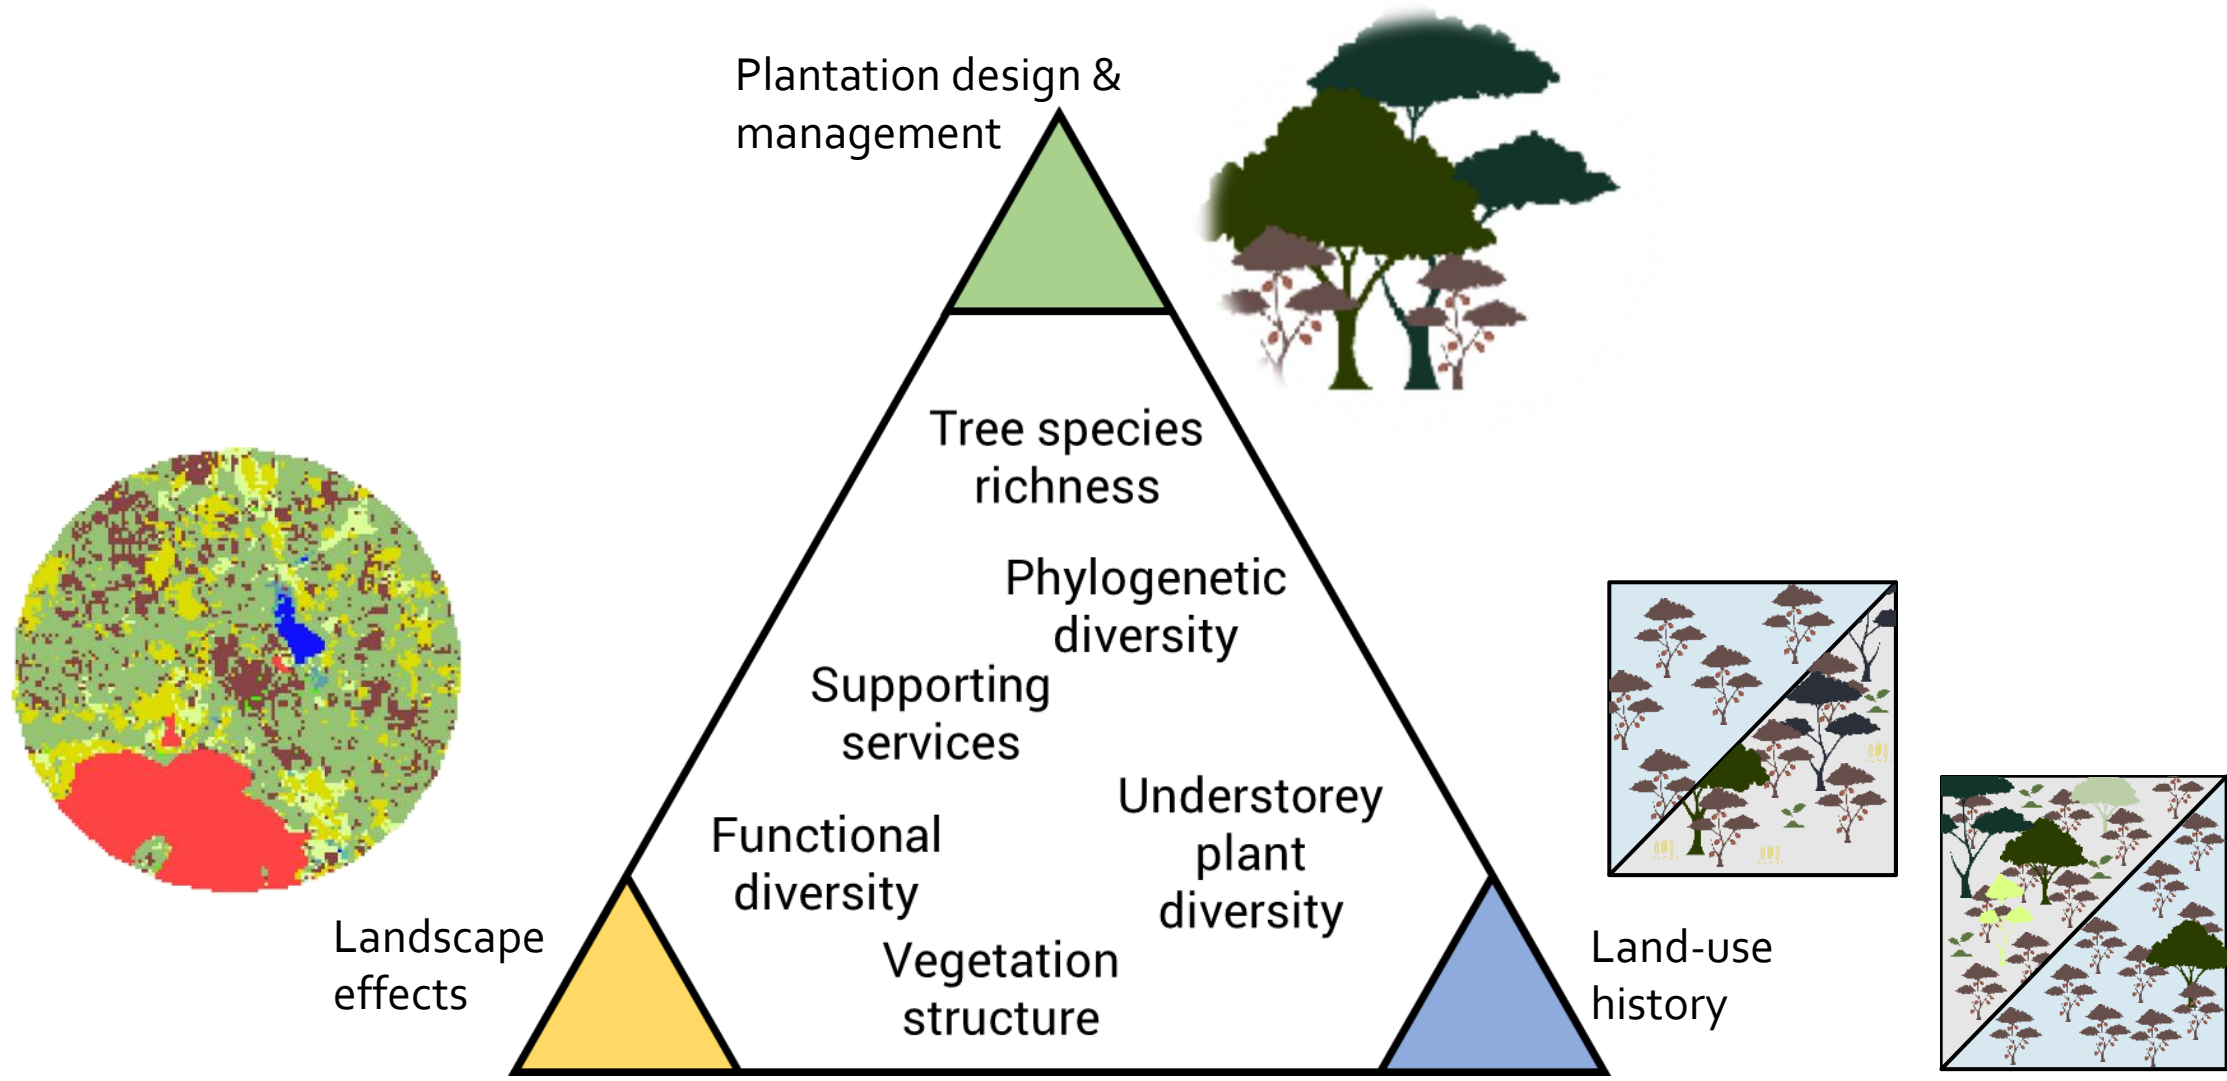 Plantation design &
management
Tree species
richness
Phylogenetic
diversity
Supporting
services
Understorey
plant
diversity
Functional
diversity
Vegetation
structure
Landscape
effects
Land-use
history